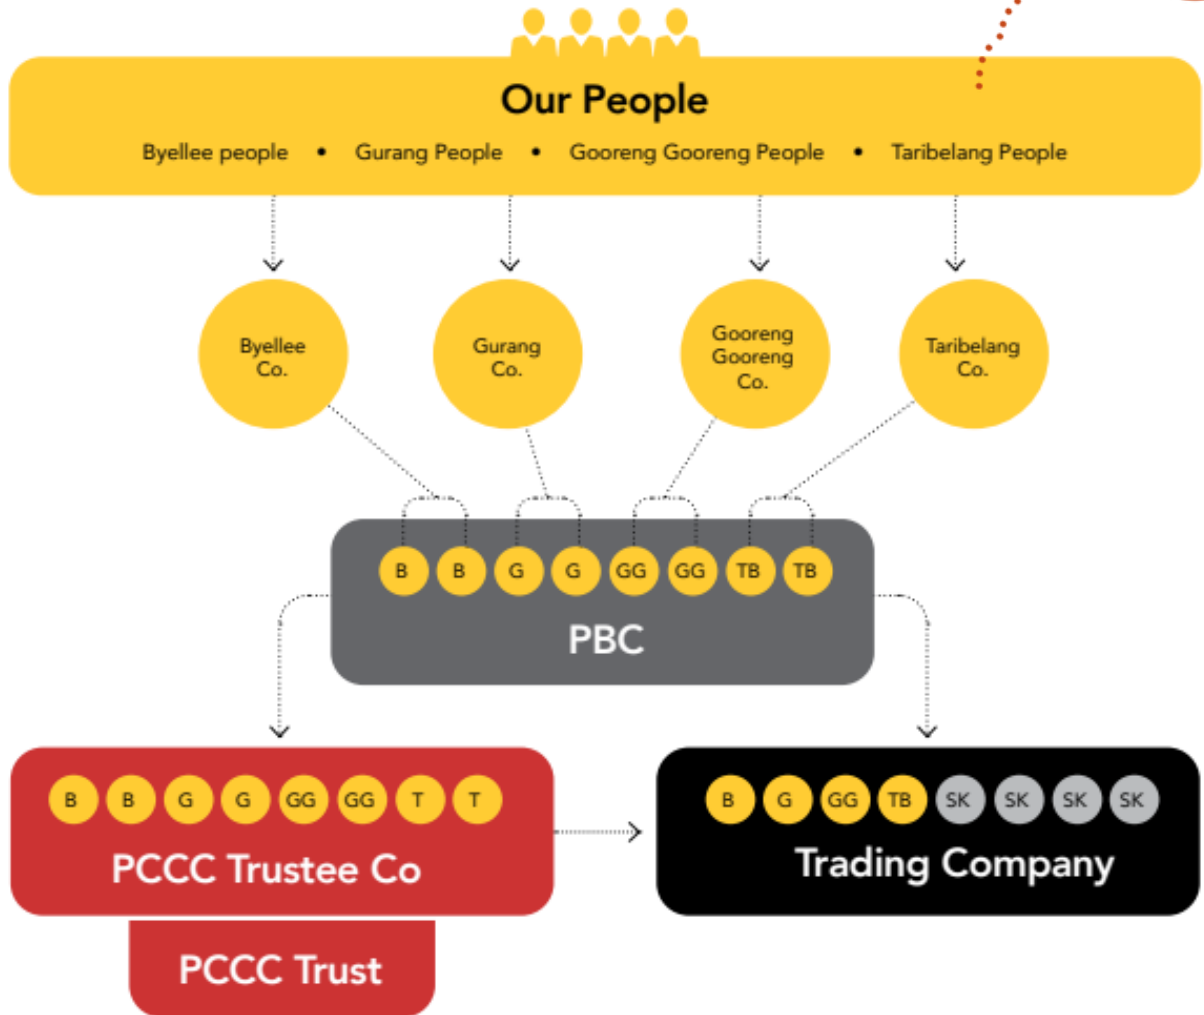 Our People
Byellee people • Gurang People • Gooreng Gooreng People • Taribelang People
Byellee
Co.
Gurang
Co.
Gooreng
Gooreng
Co.
Taribelang
Co.
B B G G GG GG TB TB
PBC
B B G G GG GG T T
PCCC Trustee Co
PCCC Trust
B G GG TB SK SK SK SK
Trading Company